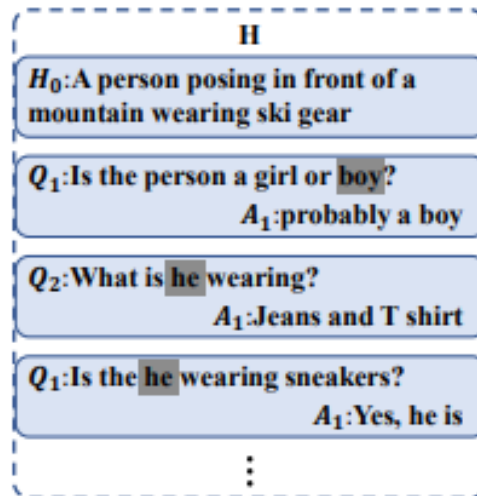 H
H₀:A person posing in front of a
mountain wearing ski gear
Q₁:Is the person a girl or boy?
A₁:probably a boy
Q₂:What is he wearing?
A₁:Jeans and T shirt
Q₁:Is the he wearing sneakers?
A₁:Yes, he is
⋮